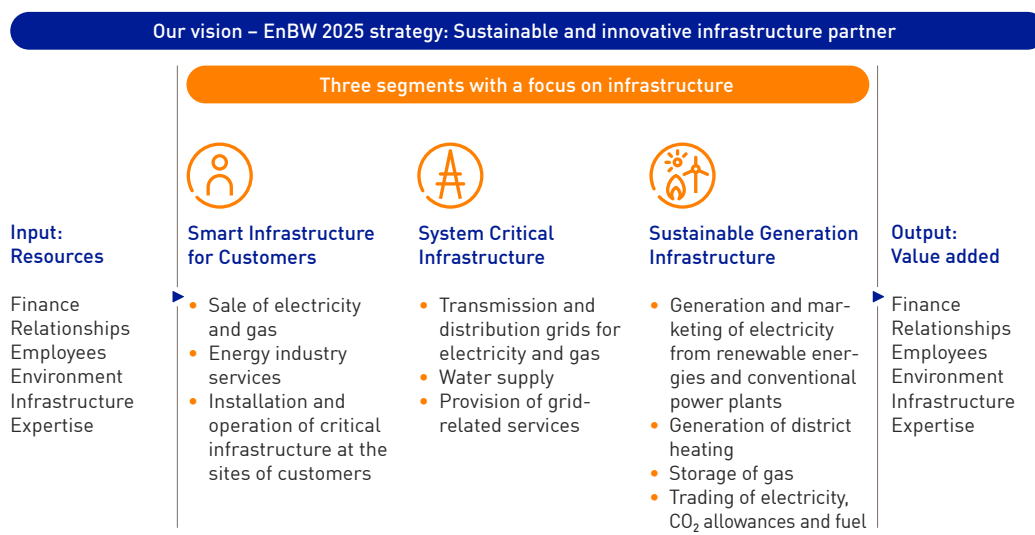 Our vision – EnBW 2025 strategy: Sustainable and innovative infrastructure partner
Three segments with a focus on infrastructure
Input:
Resources
Finance
Relationships
Employees
Environment
Infrastructure
Expertise
Smart Infrastructure
for Customers
• Sale of electricity
and gas
• Energy industry
services
• Installation and
operation of critical
infrastructure at the
sites of customers
System Critical
Infrastructure
• Transmission and
distribution grids for
electricity and gas
• Water supply
• Provision of grid-
related services
Sustainable Generation
Infrastructure
• Generation and mar-
keting of electricity
from renewable ener-
gies and conventional
power plants
• Generation of district
heating
• Storage of gas
• Trading of electricity,
CO₂ allowances and fuel
Output:
Value added
Finance
Relationships
Employees
Environment
Infrastructure
Expertise